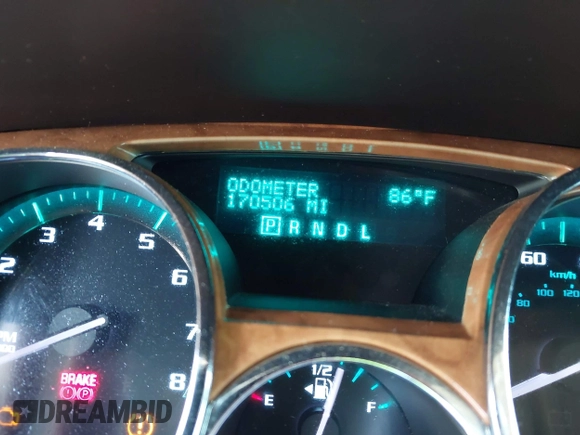 ODOMETER
170506 MI
86°F
P R N D L
2 3 4 5 6 7 8
BRAKE
P
1/2
E F
60
km/h
80 100 120
DREAMBID